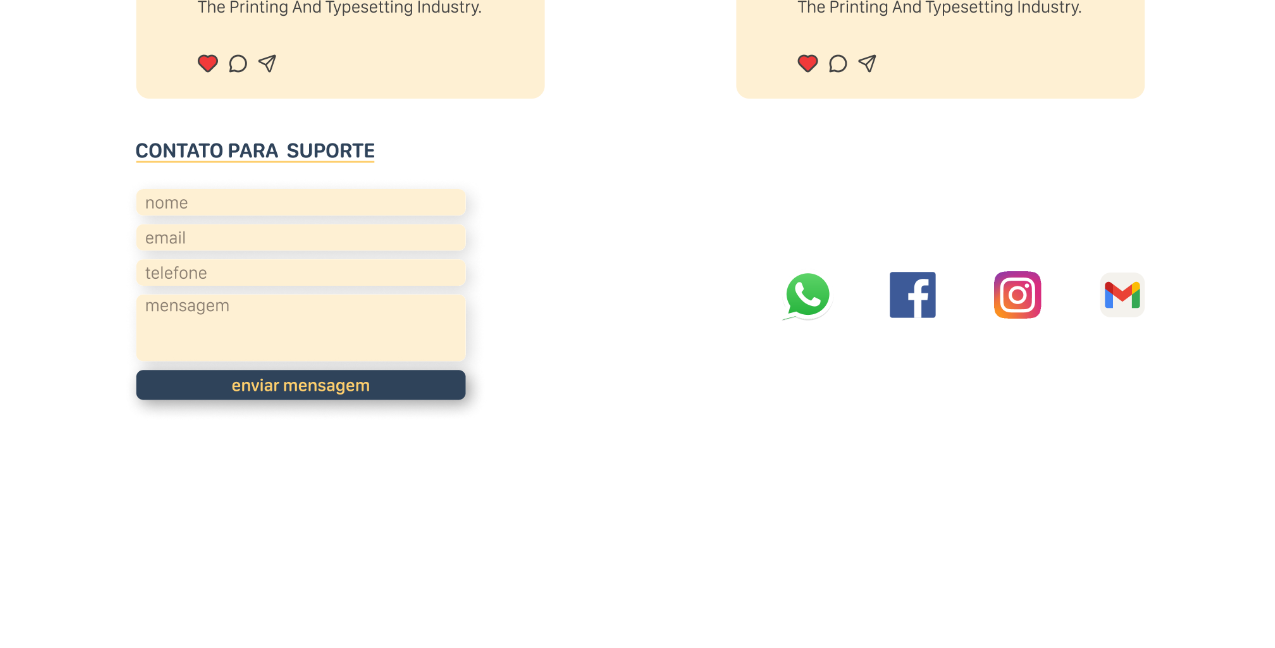 The Printing And Typesetting Industry.
The Printing And Typesetting Industry.
CONTATO PARA SUPORTE
nome
email
telefone
mensagem
enviar mensagem